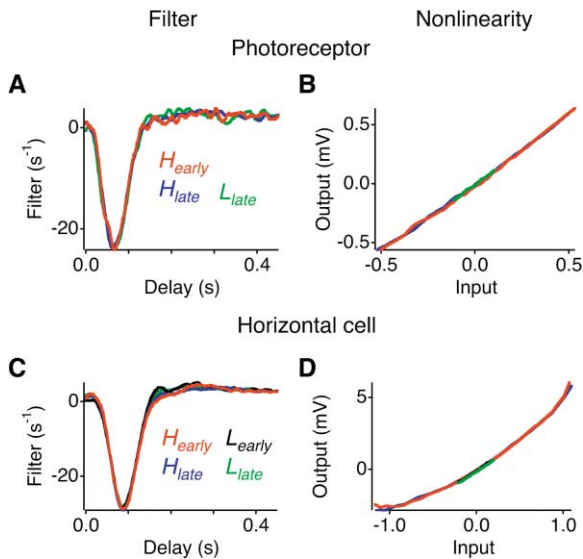 Filter Nonlinearity
Photoreceptor
A
0
-20
Filter (s⁻¹)
H_early
H_late L_late
0.0 0.4
Delay (s)
B
0.5
0.0
-0.5
Output (mV)
-0.5 0.0 0.5
Input
Horizontal cell
C
0
-20
Filter (s⁻¹)
H_early L_early
H_late L_late
0.0 0.4
Delay (s)
D
5
0
Output (mV)
-1.0 0.0 1.0
Input